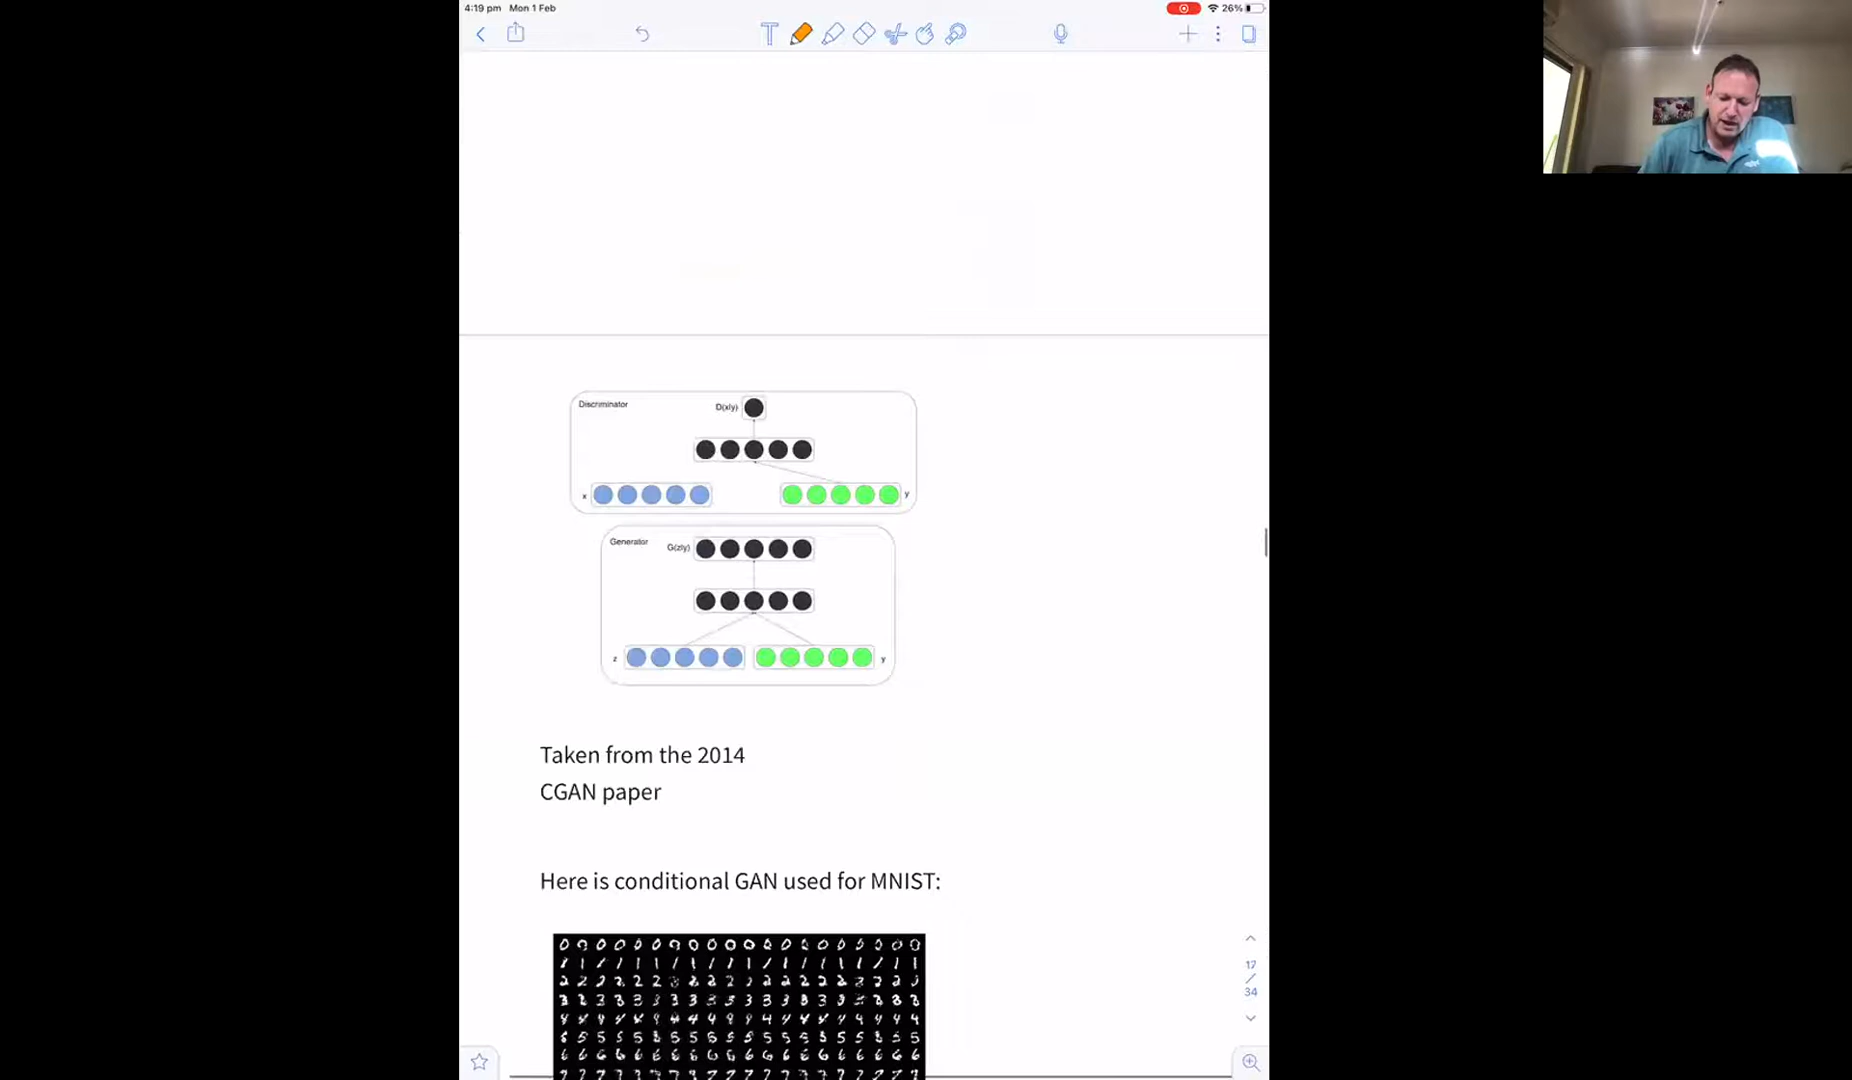 4:19 pm Mon 1 Feb
26%
T
Discriminator
D(x|y)
x
y
Generator
G(z|y)
z
y
Taken from the 2014
CGAN paper
Here is conditional GAN used for MNIST:
17
/
34